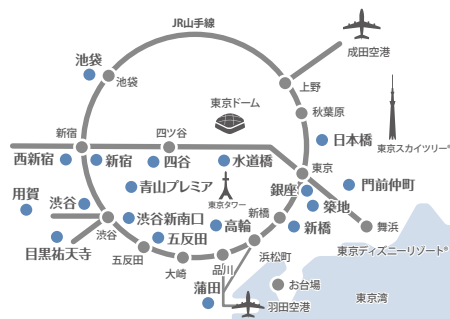 JR山手線
成田空港
池袋
池袋
上野
東京ドーム
秋葉原
新宿
四ツ谷
日本橋
東京スカイツリー®
西新宿
新宿
四谷
水道橋
東京
青山プレミア
銀座
門前仲町
用賀
東京タワー
渋谷
築地
渋谷新南口
新橋
高輪
新橋
舞浜
渋谷
五反田
目黒祐天寺
東京ディズニーリゾート®
五反田
浜松町
大崎
品川
お台場
蒲田
東京湾
羽田空港